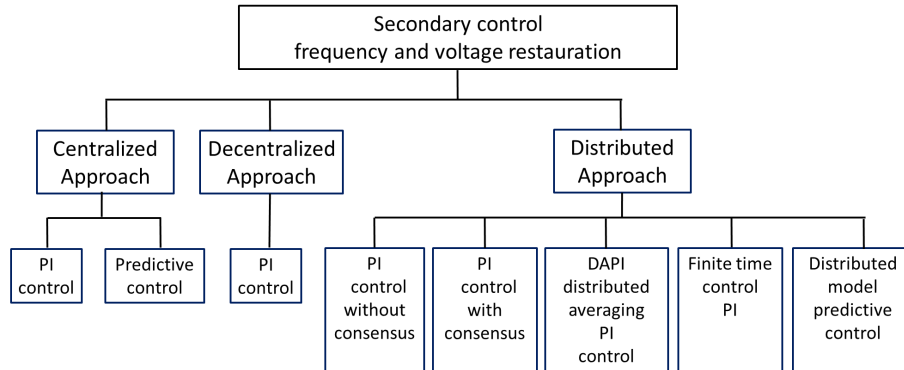 Secondary control
frequency and voltage restauration
Centralized
Approach
Decentralized
Approach
Distributed
Approach
PI
control
Predictive
control
PI
control
PI
control
without
consensus
PI
control
with
consensus
DAPI
distributed
averaging
PI
control
Finite time
control
PI
Distributed
model
predictive
control